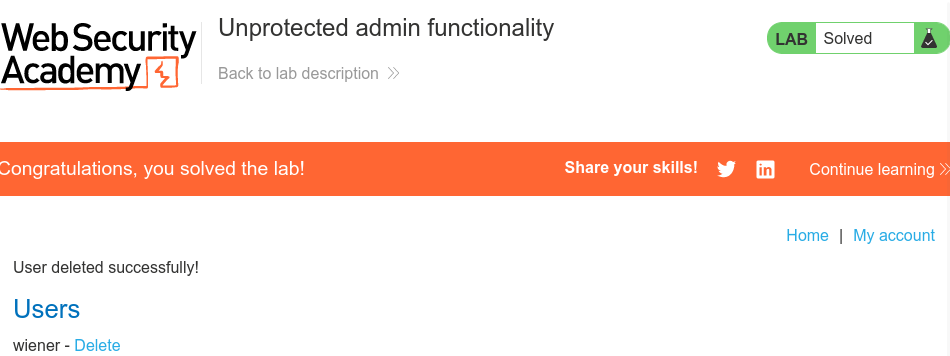 Web Security
Academy
Unprotected admin functionality
Back to lab description
LAB Solved
Congratulations, you solved the lab!
Share your skills!
Continue learning
Home | My account
User deleted successfully!
Users
wiener - Delete